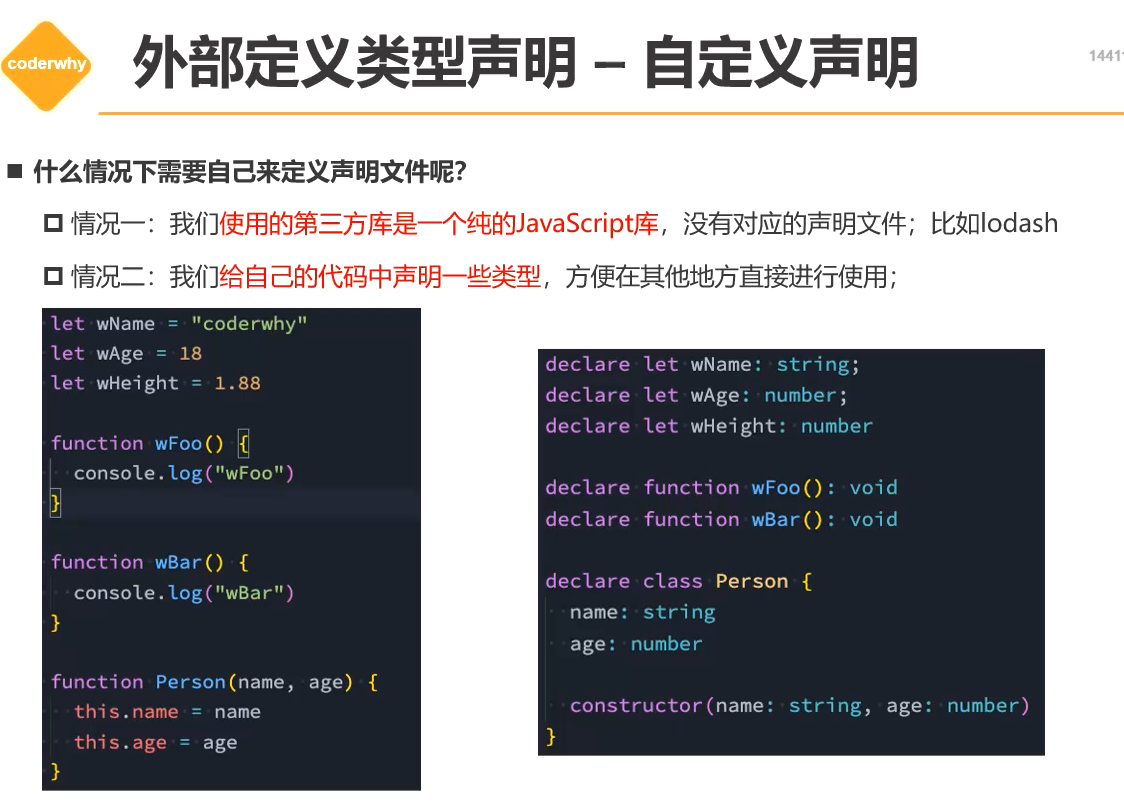 coderwhy
外部定义类型声明 – 自定义声明
■ 什么情况下需要自己来定义声明文件呢?
情况一：我们使用的第三方库是一个纯的JavaScript库，没有对应的声明文件；比如lodash
情况二：我们给自己的代码中声明一些类型，方便在其他地方直接进行使用；
let wName = "coderwhy"
let wAge = 18
let wHeight = 1.88
function wFoo() {
console.log("wFoo")
}
function wBar() {
console.log("wBar")
}
function Person(name, age) {
this.name = name
this.age = age
}
declare let wName: string;
declare let wAge: number;
declare let wHeight: number
declare function wFoo(): void
declare function wBar(): void
declare class Person {
name: string
age: number
constructor(name: string, age: number)
}